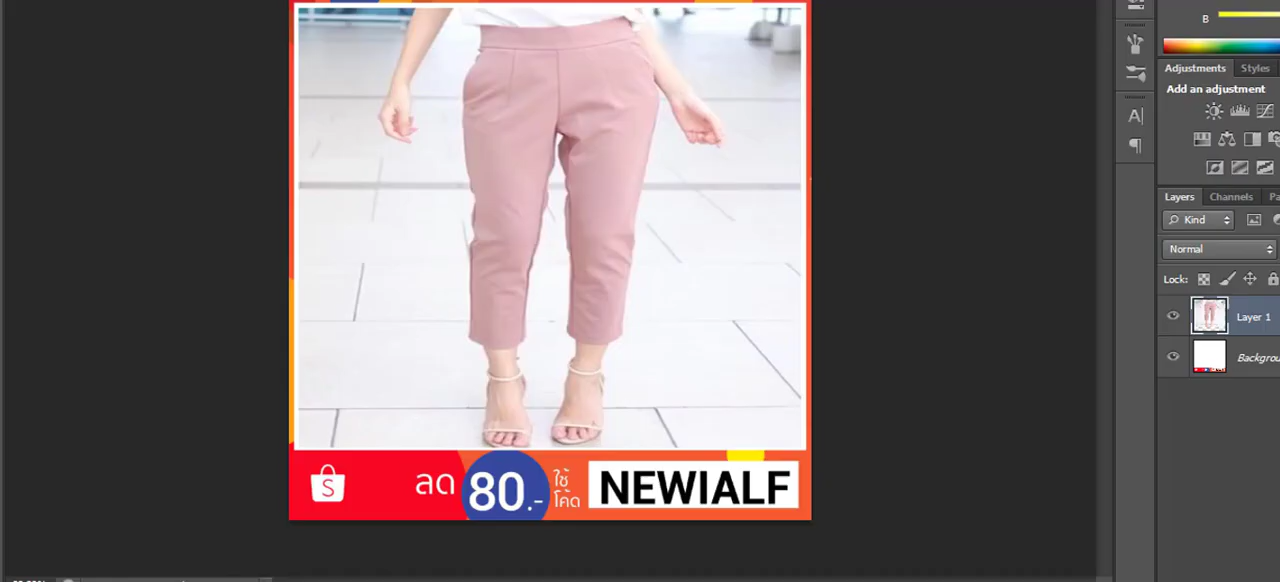 B
Adjustments Styles
Add an adjustment
A|
Layers Channels
Kind
Normal
Lock:
Layer 1
S
ลด 80.- ใช้
โค้ด
NEWIALF